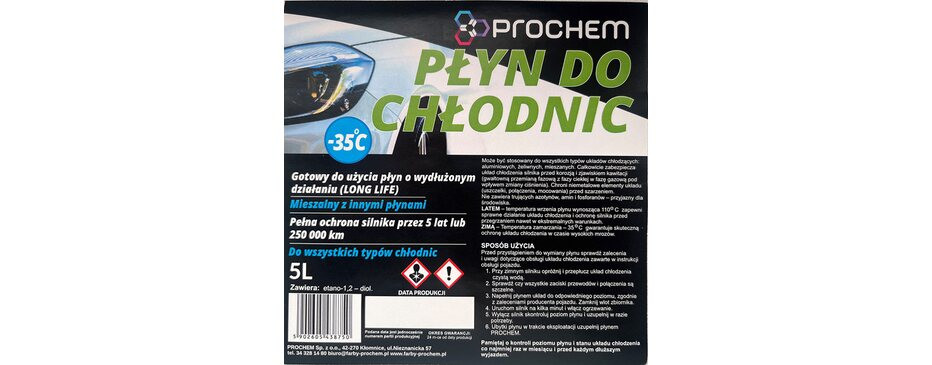 PROCHEM
PŁYN DO
CHŁODNIC
-35°C
Gotowy do użycia płyn o wydłużonym
działaniu (LONG LIFE)
Mieszalny z innymi płynami
Pełna ochrona silnika przez 5 lat lub
250 000 km
Do wszystkich typów chłodnic
5L
Zawiera: etano-1,2 – diol.
DATA PRODUKCJI
5902605438750
Podana data jest jednocześnie
numerem partii produkcyjnej
OKRES GWARANCJI:
24 m-ce od daty produkcji
PROCHEM Sp. z o.o., 42-270 Kłomnice, ul.Nieznanicka 57
tel. 34 328 14 80 biuro@farby-prochem.pl www.farby-prochem.pl
Może być stosowany do wszystkich typów układów chłodzących:
aluminiowych, żeliwnych, mieszanych. Całkowicie zabezpiecza
układ chłodzenia silnika przed korozją i zjawiskiem kawitacji
(gwałtowną przemianą fazową z fazy ciekłej w fazę gazową pod
wpływem zmiany ciśnienia). Chroni niemetalowe elementy układu
(uszczelki, połączenia, mocowania) przed szarzeniem.
Nie zawiera trujących azotynów, amin i fosforanów – przyjazny dla
środowiska.
LATEM – temperatura wrzenia płynu wynosząca 110°C zapewni
sprawne działanie układu chłodzenia i ochronę silnika przed
przegrzaniem nawet w ekstremalnych warunkach.
ZIMĄ – Temperatura zamarzania – 35°C gwarantuje skuteczną
ochronę układu chłodzenia w czasie wysokich mrozów.
SPOSÓB UŻYCIA
Przed przystąpieniem do wymiany płynu sprawdź zalecenia
i uwagi dotyczące obsługi układu chłodzenia zawarte w instrukcji
obsługi pojazdu.
1. Przy zimnym silniku opróżnij i przepłucz układ chłodzenia
czystą wodą.
2. Sprawdź czy wszystkie zaciski przewodów i połączenia są
szczelne.
3. Napełnij płynem układ do odpowiedniego poziomu, zgodnie
z zaleceniami producenta pojazdu. Zamknij wlot zbiornika.
4. Uruchom silnik na kilka minut i włącz ogrzewanie.
5. Wyłącz silnik skontroluj poziom płynu i uzupełnij w razie
potrzeby.
6. Ubytki płynu w trakcie eksploatacji uzupełnij płynem
PROCHEM.
Pamiętaj o kontroli poziomu płynu i stanu układu chłodzenia
co najmniej raz w miesiącu i przed każdym dłuższym
wyjazdem.